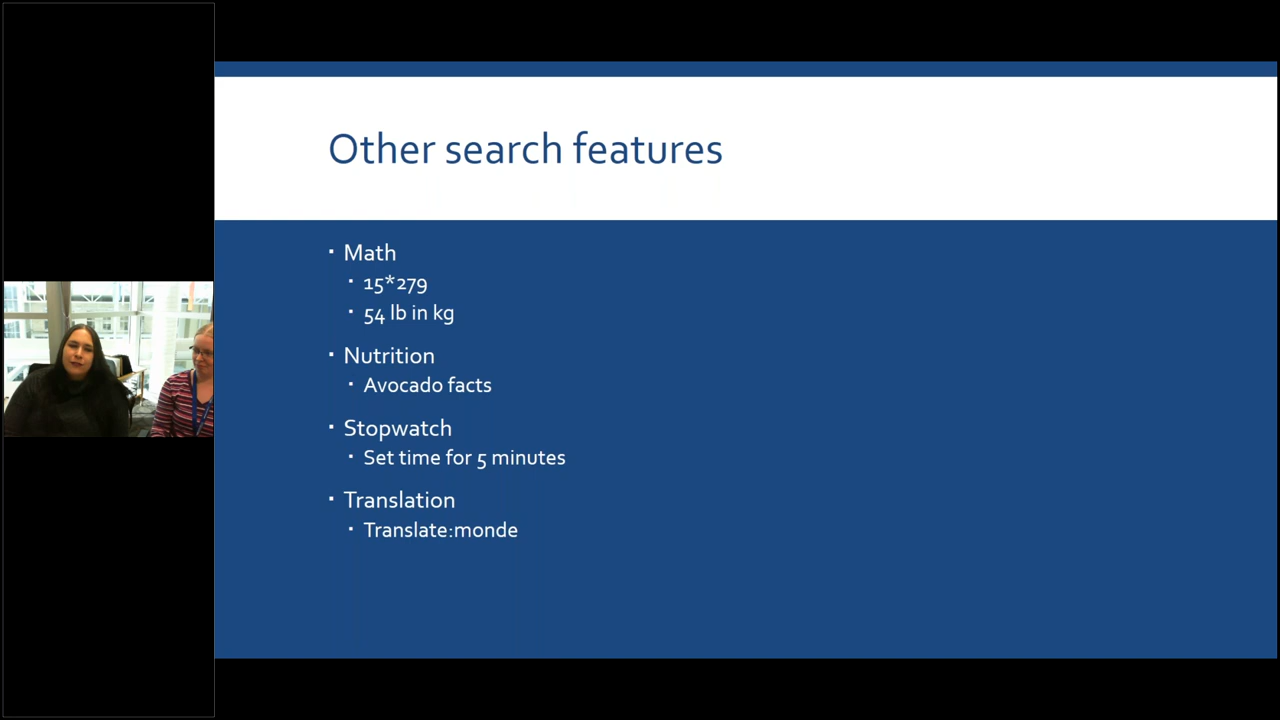 Other search features
Math
15*279
54 lb in kg
Nutrition
Avocado facts
Stopwatch
Set time for 5 minutes
Translation
Translate:monde